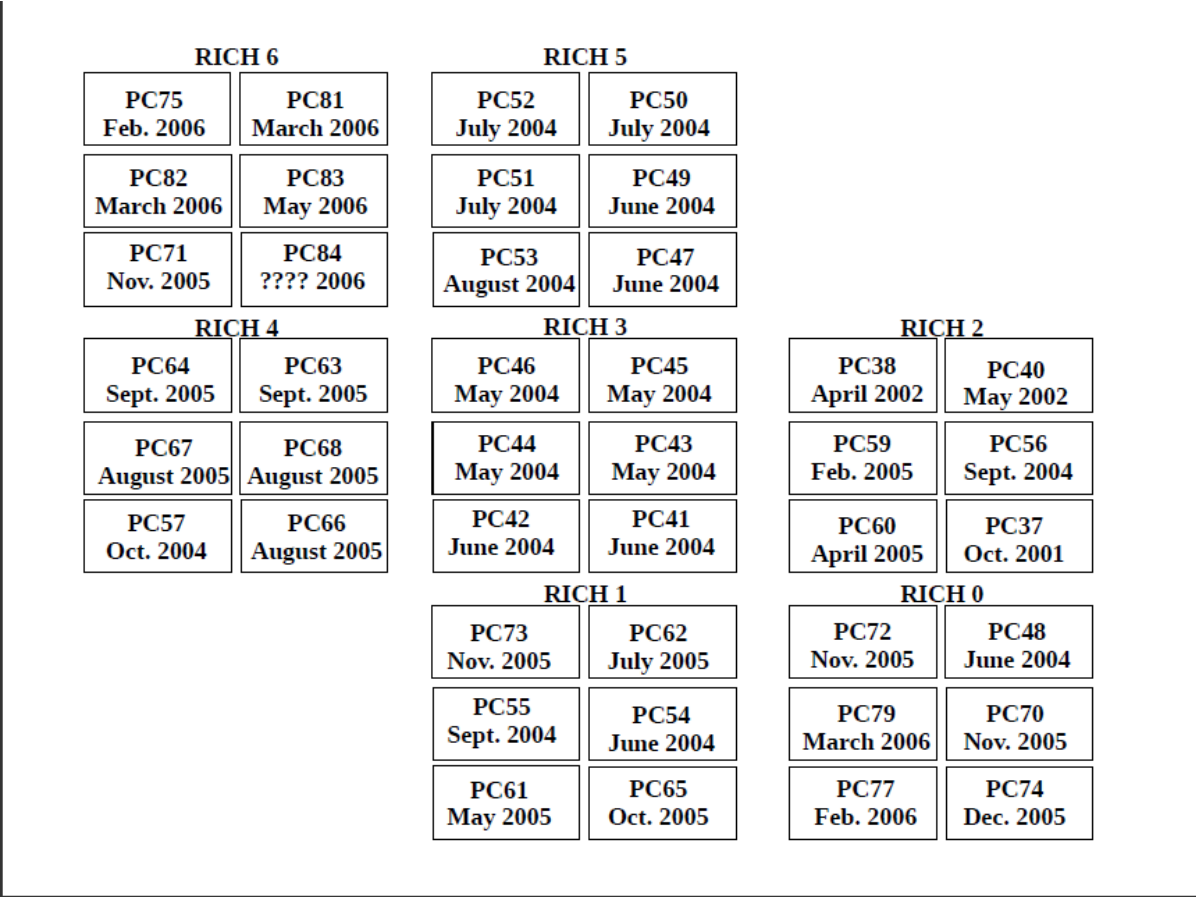 RICH 6
RICH 5
PC75
Feb. 2006
PC81
March 2006
PC52
July 2004
PC50
July 2004
PC82
March 2006
PC83
May 2006
PC51
July 2004
PC49
June 2004
PC71
Nov. 2005
PC84
???? 2006
PC53
August 2004
PC47
June 2004
RICH 4
RICH 3
RICH 2
PC64
Sept. 2005
PC63
Sept. 2005
PC46
May 2004
PC45
May 2004
PC38
April 2002
PC40
May 2002
PC67
August 2005
PC68
August 2005
PC44
May 2004
PC43
May 2004
PC59
Feb. 2005
PC56
Sept. 2004
PC57
Oct. 2004
PC66
August 2005
PC42
June 2004
PC41
June 2004
PC60
April 2005
PC37
Oct. 2001
RICH 1
RICH 0
PC73
Nov. 2005
PC62
July 2005
PC72
Nov. 2005
PC48
June 2004
PC55
Sept. 2004
PC54
June 2004
PC79
March 2006
PC70
Nov. 2005
PC61
May 2005
PC65
Oct. 2005
PC77
Feb. 2006
PC74
Dec. 2005